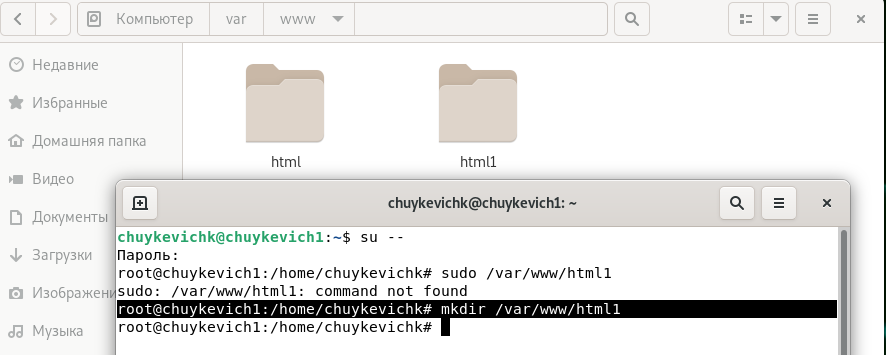 Компьютер var www
Недавние
Избранные
Домашняя папка
Видео
Документы
Загрузки
Изображени
Музыка
html html1
chuykevichk@chuykevich1: ~
chuykevichk@chuykevich1:~$ su --
Пароль:
root@chuykevich1:/home/chuykevichk# sudo /var/www/html1
sudo: /var/www/html1: command not found
root@chuykevich1:/home/chuykevichk# mkdir /var/www/html1
root@chuykevich1:/home/chuykevichk#